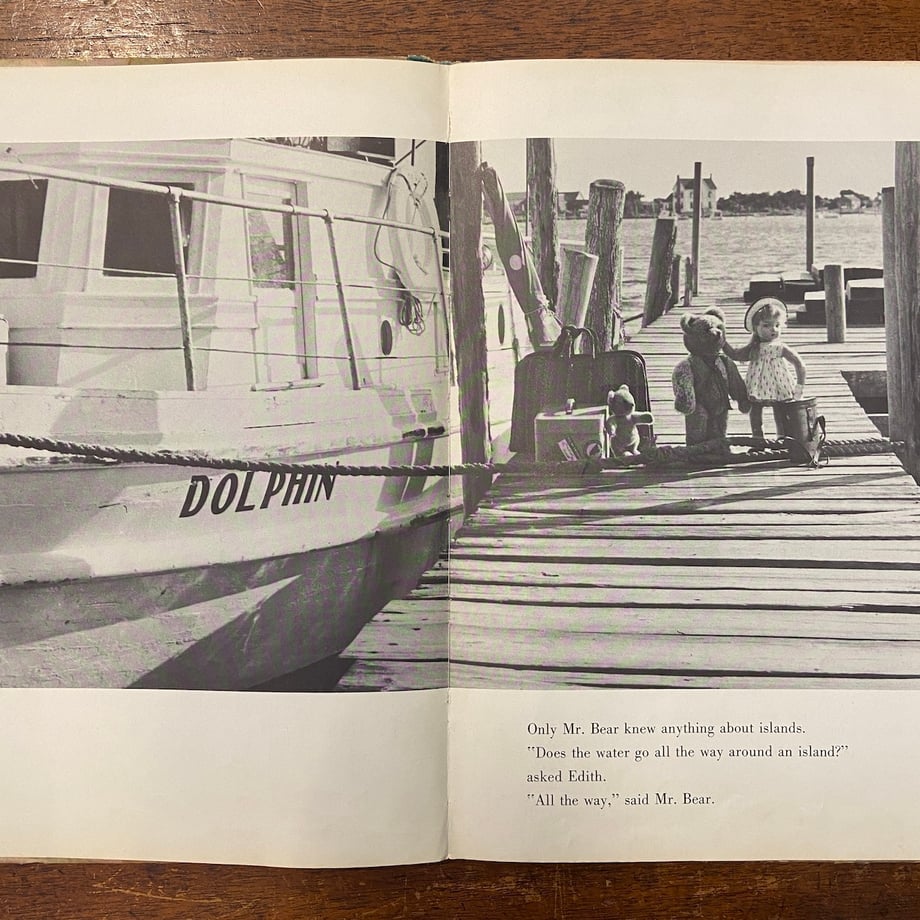 DOLPHIN
Only Mr. Bear knew anything about islands.
"Does the water go all the way around an island?"
asked Edith.
"All the way," said Mr. Bear.